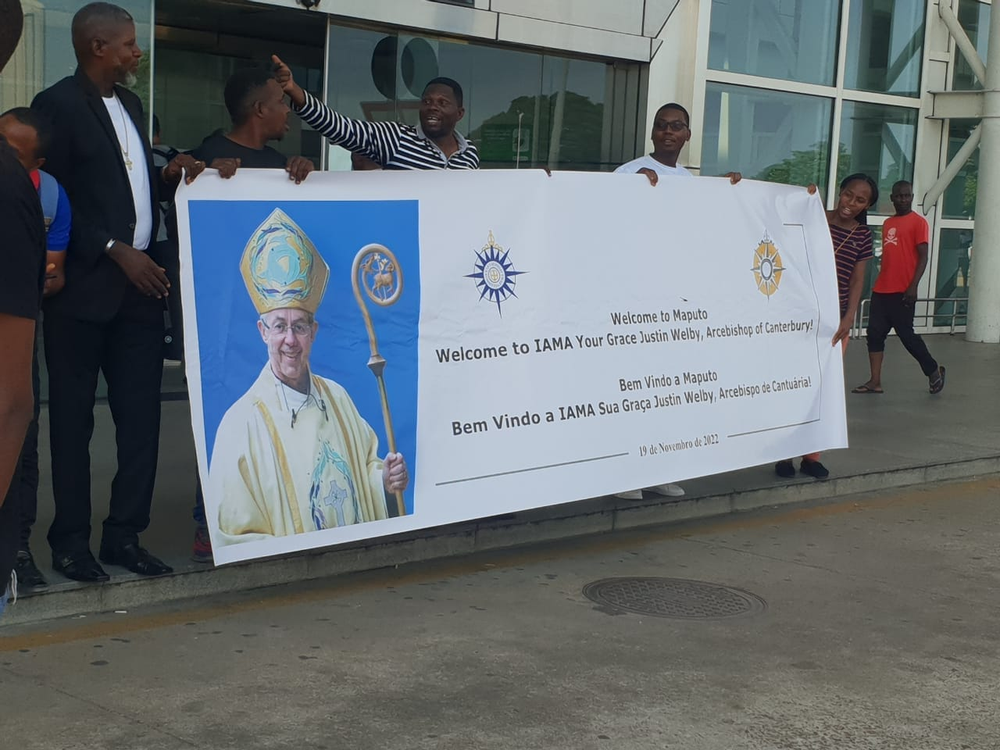 Welcome to Maputo
Welcome to IAMA Your Grace Justin Welby, Arcebishop of Canterbury!
Bem Vindo a Maputo
Bem Vindo a IAMA Sua Graça Justin Welby, Arcebispo de Cantuária!
19 de Novembro de 2022